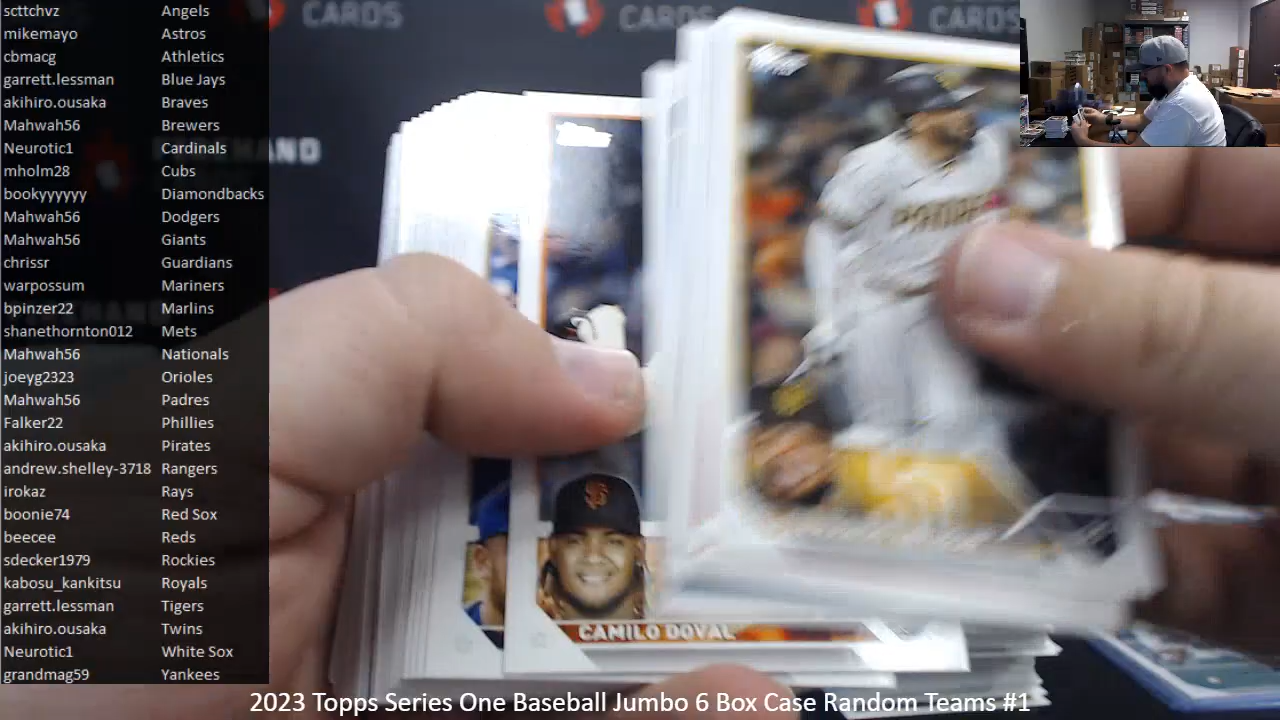 scttchvz Angels
mikemayo Astros
cbmacg Athletics
garrett.lessman Blue Jays
akihiro.ousaka Braves
Mahwah56 Brewers
Neurotic1 Cardinals
mholm28 Cubs
bookyyyyyy Diamondbacks
Mahwah56 Dodgers
Mahwah56 Giants
chrissr Guardians
warpossum Mariners
bpinzer22 Marlins
shanethornton012 Mets
Mahwah56 Nationals
joeyg2323 Orioles
Mahwah56 Padres
Falker22 Phillies
akihiro.ousaka Pirates
andrew.shelley-3718 Rangers
irokaz Rays
boonie74 Red Sox
beecee Reds
sdecker1979 Rockies
kabosu_kankitsu Royals
garrett.lessman Tigers
akihiro.ousaka Twins
Neurotic1 White Sox
grandmag59 Yankees
CARDS
CARDS
CARDS
PADRES
CAMILO DOVAL
2023 Topps Series One Baseball Jumbo 6 Box Case Random Teams #1